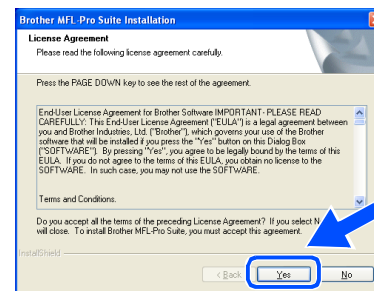 Brother MFL-Pro Suite Installation
License Agreement
Please read the following license agreement carefully.
Press the PAGE DOWN key to see the rest of the agreement.
End-User License Agreement for Brother Software IMPORTANT- PLEASE READ
CAREFULLY: This End-User License Agreement ("EULA") is a legal agreement between
you and Brother Industries, Ltd. ("Brother"), which governs your use of the Brother
software that will be installed if you press the "Yes" button on this Dialog Box
("SOFTWARE"). By pressing "Yes", you agree to be legally bound by the terms of this
EULA. If you do not agree to the terms of this EULA, you obtain no license to the
SOFTWARE. In such case, you may not use the SOFTWARE.
Terms and Conditions.
Do you accept all the terms of the preceding License Agreement? If you select N
will close. To install Brother MFL-Pro Suite, you must accept this agreement.
InstallShield
< Back
Yes
No